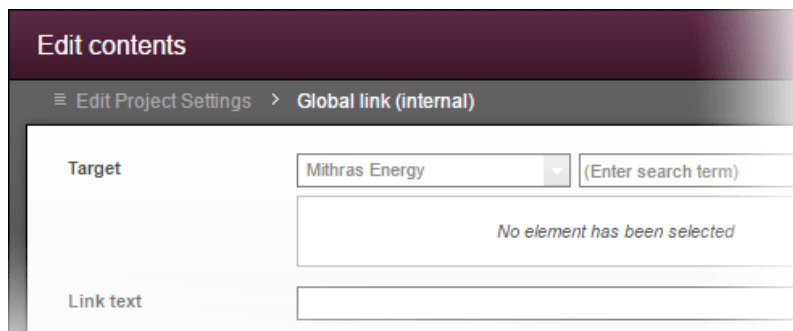 Edit contents
Edit Project Settings > Global link (internal)
Target Mithras Energy (Enter search term)
No element has been selected
Link text